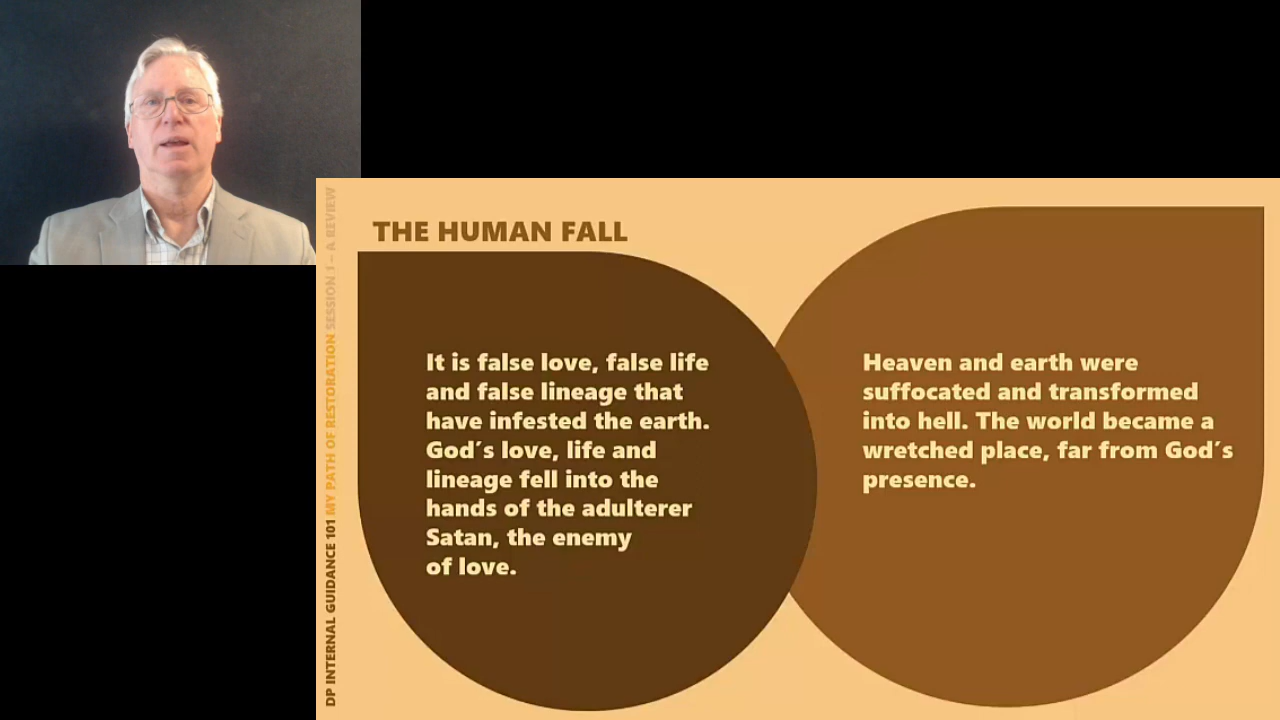 THE HUMAN FALL
It is false love, false life
and false lineage that
have infested the earth.
God´s love, life and
lineage fell into the
hands of the adulterer
Satan, the enemy
of love.
Heaven and earth were
suffocated and transformed
into hell. The world became a
wretched place, far from God´s
presence.
DP INTERNAL GUIDANCE 101 MY PATH OF RESTORATION SESSION 1 – A REVIEW